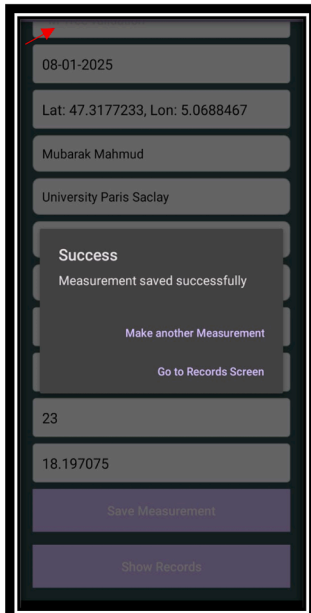 08-01-2025
Lat: 47.3177233, Lon: 5.0688467
Mubarak Mahmud
University Paris Saclay
Success
Measurement saved successfully
Make another Measurement
Go to Records Screen
23
18.197075
Save Measurement
Show Records